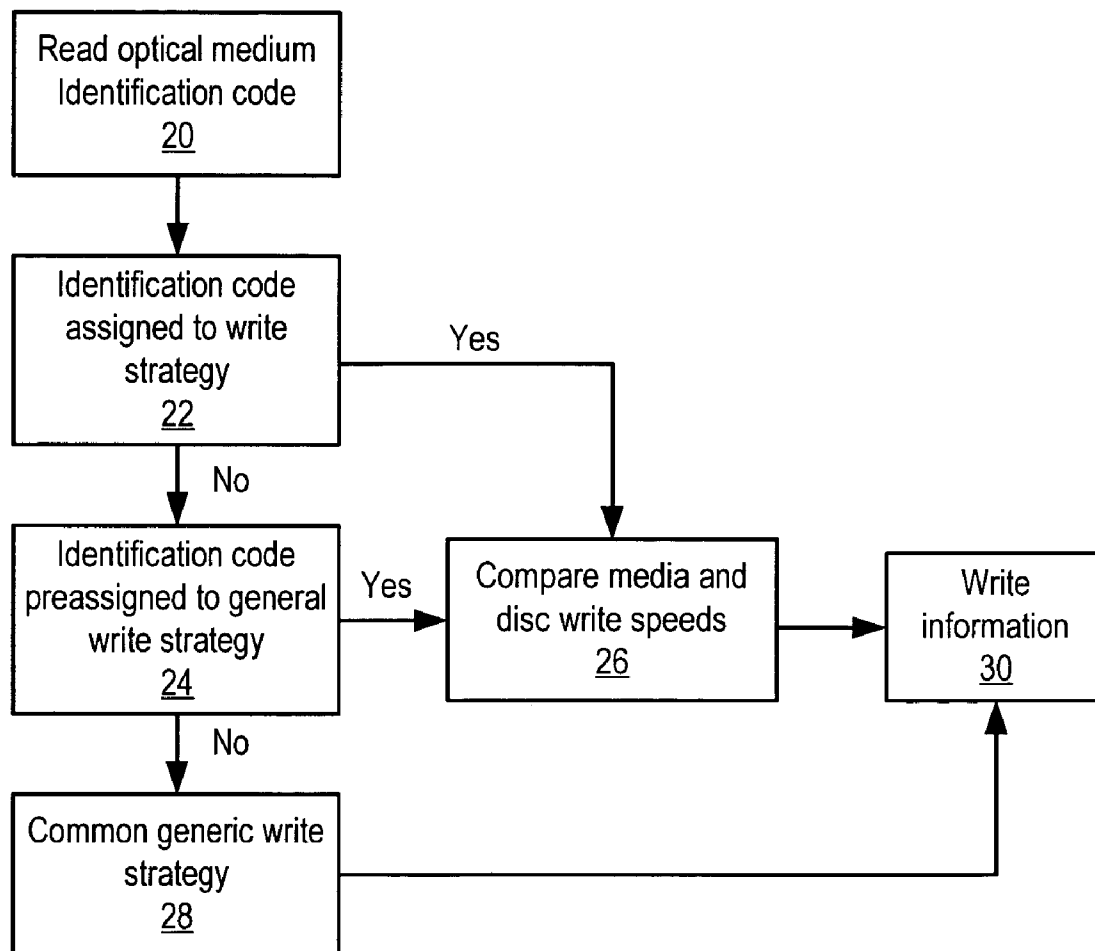 Read optical medium
Identification code
20
Identification code
assigned to write
strategy
22
Yes
No
Identification code
preassigned to general
write strategy
24
Yes
Compare media and
disc write speeds
26
Write
information
30
No
Common generic write
strategy
28